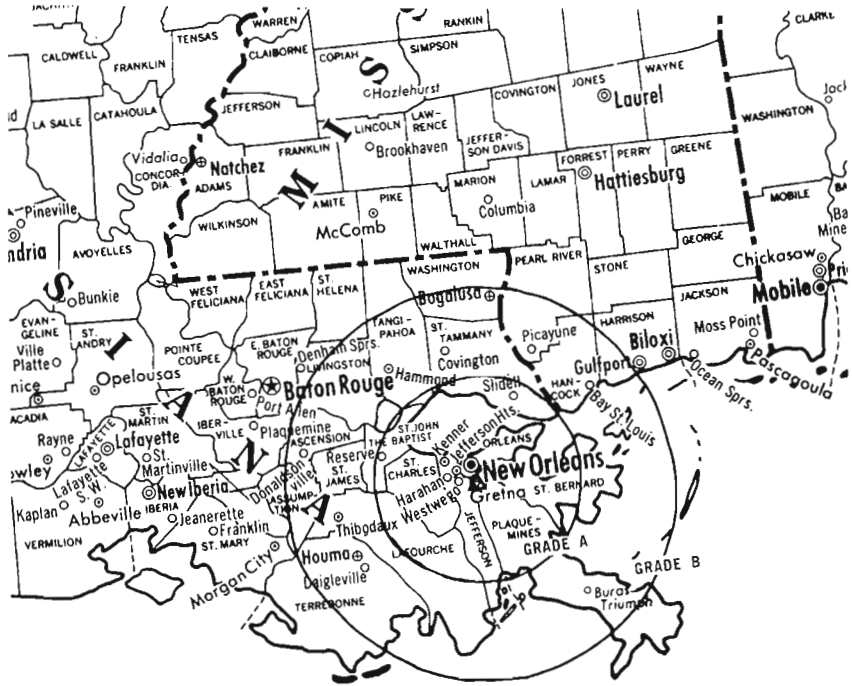 WARREN
RANKIN
CLARKE
TENSAS
CALDWELL
FRANKLIN
CLAIBORNE
COPIAH
SIMPSON
S
S
JONES
WAYNE
Hazlehurst
COVINGTON
Laurel
LA SALLE
CATAHOULA
JEFFERSON
LINCOLN
LAW-
RENCE
WASHINGTON
I
Brookhaven
JEFFER-
SON DAVIS
Vidalia
Natchez
CONCOR-
DIA
ADAMS
FRANKLIN
FORREST
PERRY
GREENE
M
AMITE
PIKE
MARION
LAMAR
Hattiesburg
MOBILE
Pineville
ndria
WILKINSON
McComb
Columbia
AVOYELLES
WALTHALL
GEORGE
S
WEST
FELICIANA
EAST
FELICIANA
ST.
HELENA
WASHINGTON
PEARL RIVER
STONE
Chickasaw
Bunkie
Bogalusa
JACKSON
Mobile
EVAN-
GELINE
ST.
LANDRY
I
POINTE
COUPEE
E. BATON
ROUGE
TANGI-
PAHOA
ST.
TAMMANY
HARRISON
Ville
Platte
Denham Sprs.
LIVINGSTON
Covington
Picayune
Biloxi
Moss Point
Opelousas
W.
BATON
ROUGE
Baton Rouge
Hammond
Slidell
HAN-
COCK
Gulfport
Pascagoula
Ocean Sprs.
ACADIA
ST.
MARTIN
A
Port Allen
Bay St. Louis
Rayne
LAFAYETTE
Lafayette
IBER-
VILLE
Plaquemine
ASCENSION
ST. JOHN
THE BAPTIST
Kenner
Jefferson Hts.
ORLEANS
Lafayette
S. W.
St.
Martinville
N
Donaldson
ville
Reserve
ST.
JAMES
ST.
CHARLES
New Orleans
Harahan
Westwego
Gretna
ST. BERNARD
Kaplan
Abbeville
New Iberia
IBERIA
ASSUMP-
TION
A
Jeanerette
Franklin
Thibodaux
JEFFERSON
PLAQUE-
MINES
VERMILION
ST. MARY
LAFOURCHE
GRADE A
Morgan City
Houma
Daigleville
GRADE B
TERREBONNE
Buras
Triumph